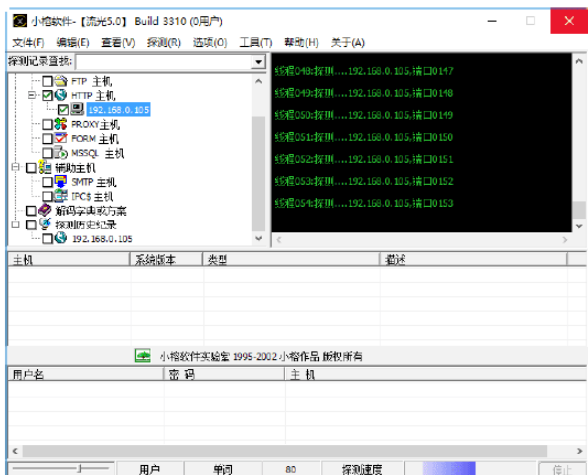 小榕软件-【流光5.0】 Build 3310 (0用户)
文件(F) 编辑(E) 查看(V) 探测(R) 选项(O) 工具(T) 帮助(H) 关于(A)
探测记录查找:
FTP 主机
HTTP 主机
192.168.0.105
PROXY主机
FORM 主机
MSSQL 主机
辅助主机
SMTP 主机
IPC$ 主机
解码字典或方案
探测历史纪录
192.168.0.105
线程048:探测....192.168.0.105,端口0147
线程049:探测....192.168.0.105,端口0148
线程050:探测....192.168.0.105,端口0149
线程051:探测....192.168.0.105,端口0150
线程052:探测....192.168.0.105,端口0151
线程053:探测....192.168.0.105,端口0152
线程054:探测....192.168.0.105,端口0153
主机 系统版本 类型 描述
小榕软件实验室 1995-2002 小榕作品 版权所有
用户名 密 码 主 机
用户 单词 80 探测速度 停止